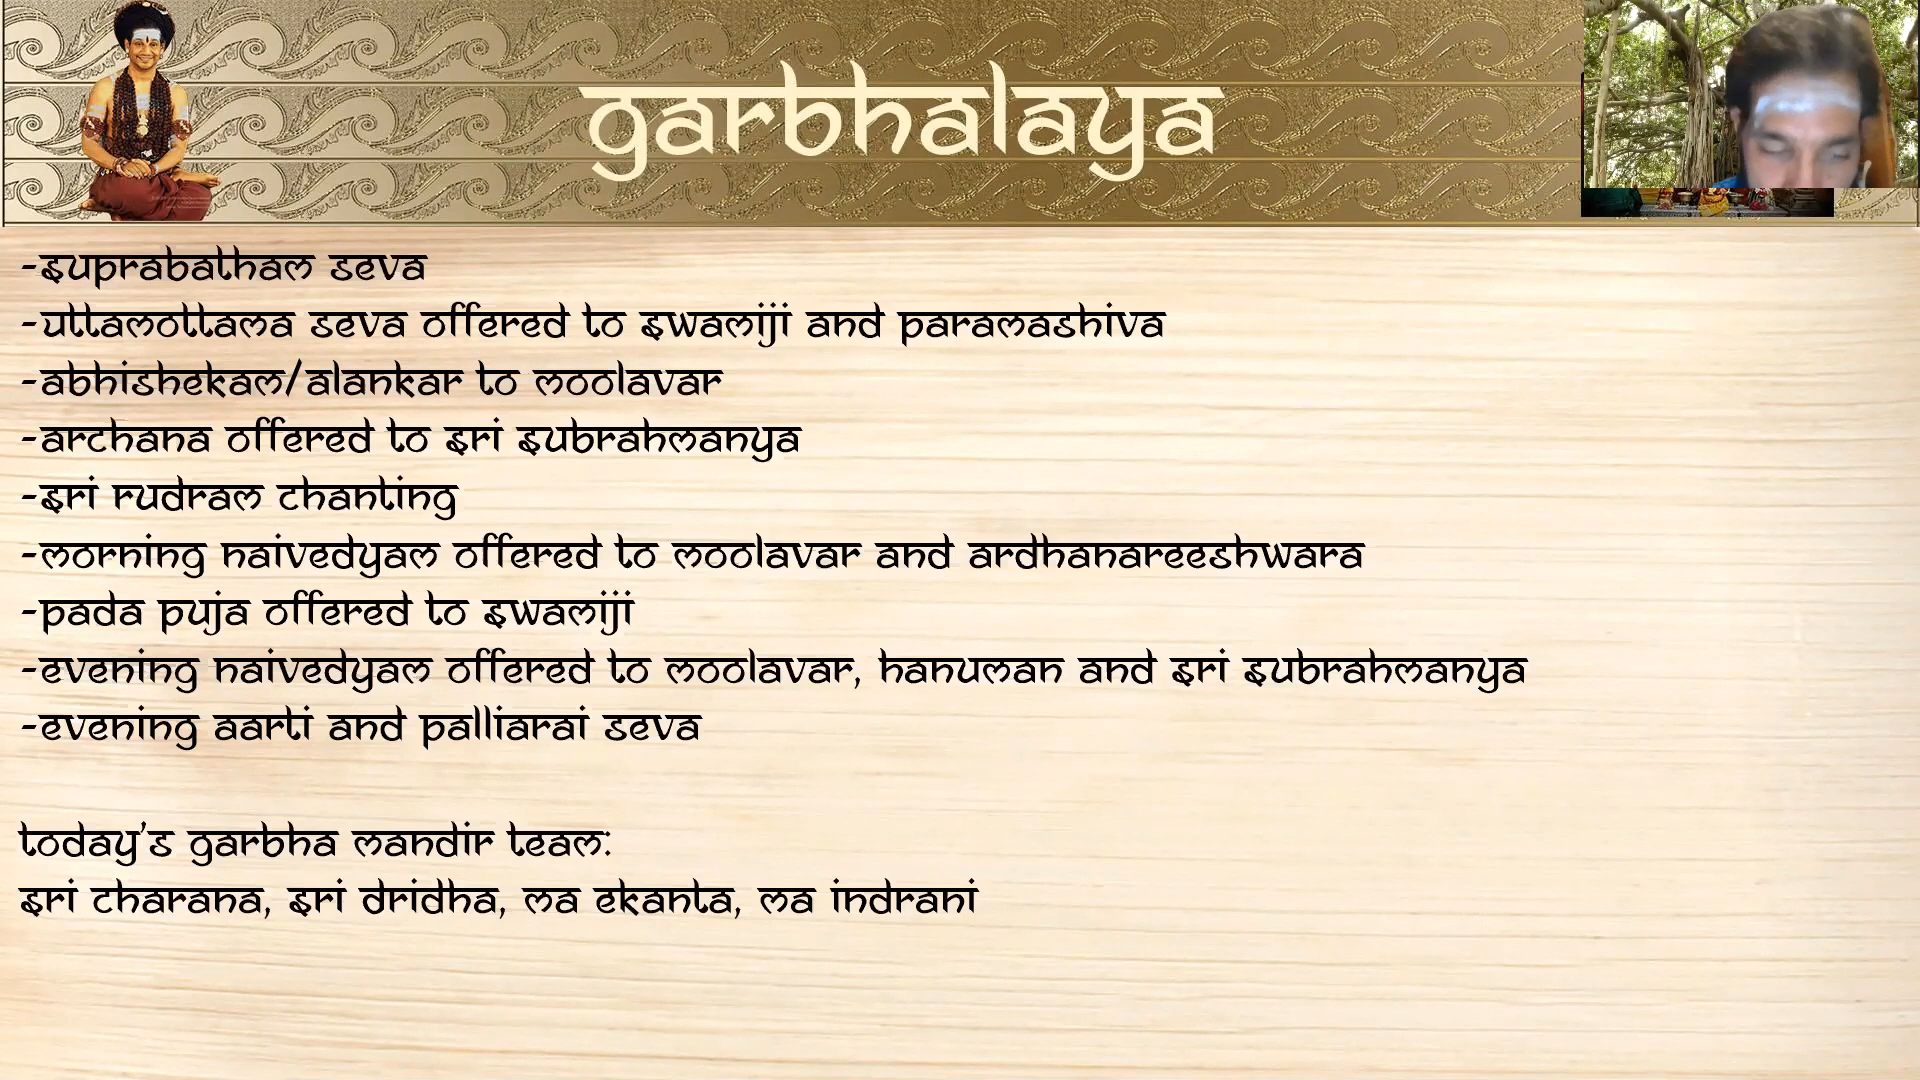 garbhalaya
-suprabatham seva
-uttamottama seva offered to swamiji and paramashiva
-abhishekam/alankar to moolavar
-archana offered to sri subrahmanya
-sri rudram chanting
-morning naivedyam offered to moolavar and ardhanareeshwara
-pada puja offered to swamiji
-evening naivedyam offered to moolavar, hanuman and sri subrahmanya
-evening aarti and palliarai seva
today's garbha mandir team:
sri charana, sri dridha, ma ekanta, ma indrani